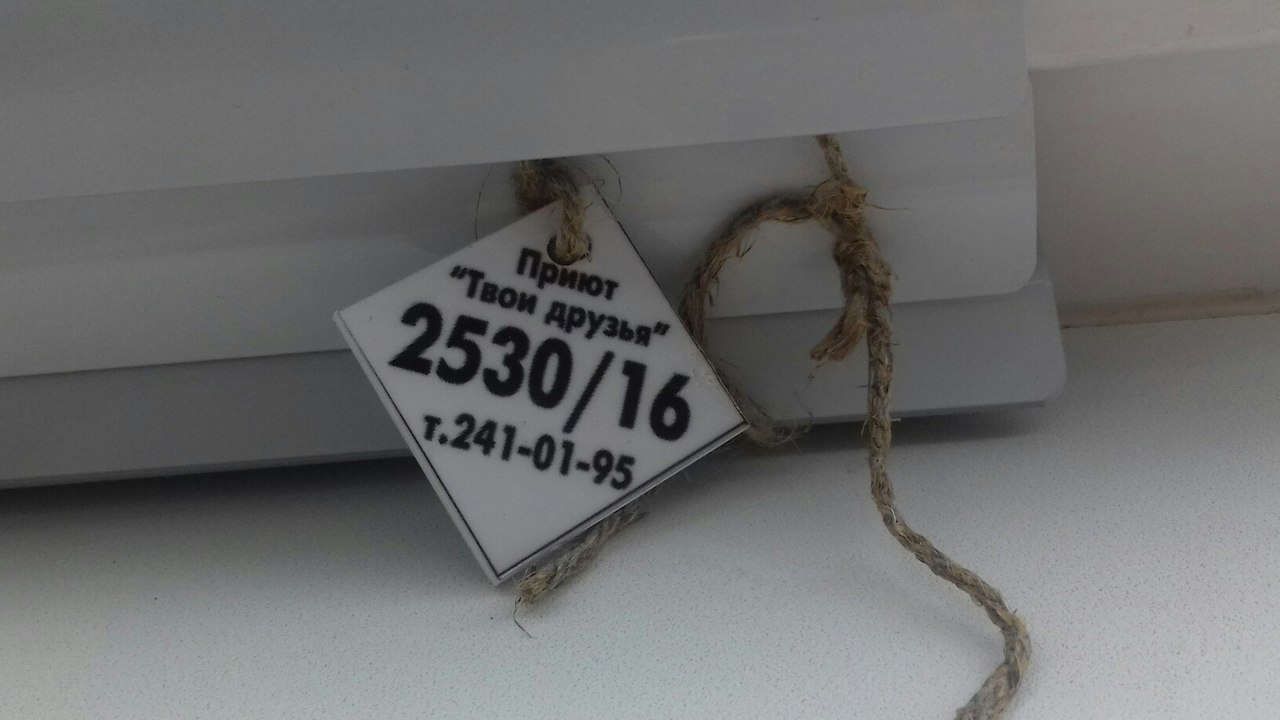 Приют
"Твои друзья"
2530/16
т.241-01-95